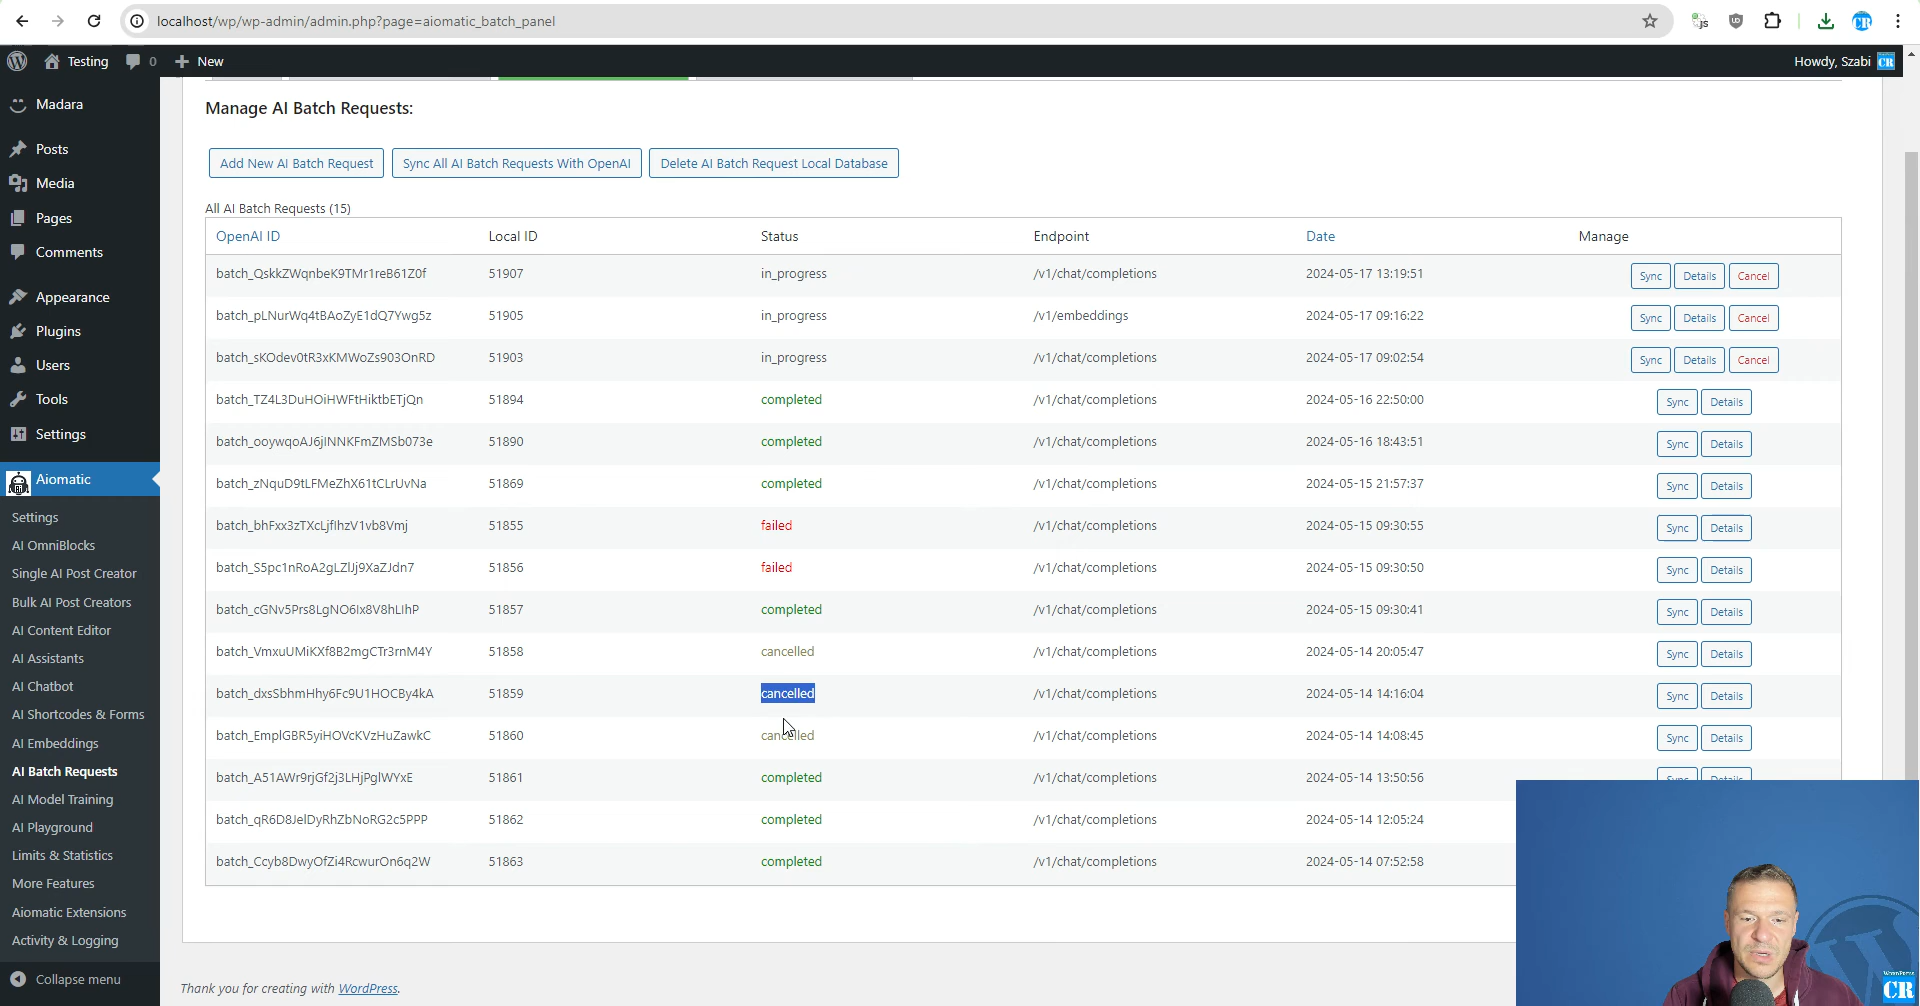 localhost/wp/wp-admin/admin.php?page=aiomatic_batch_panel
Testing 0 New Howdy, Szabi CR
Madara
Posts
Media
Pages
Comments
Appearance
Plugins
Users
Tools
Settings
Aiomatic
Settings
AI OmniBlocks
Single AI Post Creator
Bulk AI Post Creators
AI Content Editor
AI Assistants
AI Chatbot
AI Shortcodes & Forms
AI Embeddings
AI Batch Requests
AI Model Training
AI Playground
Limits & Statistics
More Features
Aiomatic Extensions
Activity & Logging
Collapse menu
Manage AI Batch Requests:
Add New AI Batch Request Sync All AI Batch Requests With OpenAI Delete AI Batch Request Local Database
All AI Batch Requests (15)
OpenAI ID Local ID Status Endpoint Date Manage
batch_QskkZWqnbeK9TMr1reB61Z0f 51907 in_progress /v1/chat/completions 2024-05-17 13:19:51 Sync Details Cancel
batch_pLNurWq4tBAoZyE1dQ7Ywg5z 51905 in_progress /v1/embeddings 2024-05-17 09:16:22 Sync Details Cancel
batch_sKOdev0tR3xKMWoZs903OnRD 51903 in_progress /v1/chat/completions 2024-05-17 09:02:54 Sync Details Cancel
batch_TZ4L3DuHOiHWFtHiktbETjQn 51894 completed /v1/chat/completions 2024-05-16 22:50:00 Sync Details
batch_ooywqoAJ6jINNKFmZMSb073e 51890 completed /v1/chat/completions 2024-05-16 18:43:51 Sync Details
batch_zNquD9tLFMeZhX61tCLrUvNa 51869 completed /v1/chat/completions 2024-05-15 21:57:37 Sync Details
batch_bhFxx3zTXcLjfIhzV1vb8Vmj 51855 failed /v1/chat/completions 2024-05-15 09:30:55 Sync Details
batch_S5pc1nRoA2gLZlJj9XaZJdn7 51856 failed /v1/chat/completions 2024-05-15 09:30:50 Sync Details
batch_cGNv5Prs8LgNO6Ix8V8hLIhP 51857 completed /v1/chat/completions 2024-05-15 09:30:41 Sync Details
batch_VmxuUMiKXf8B2mgCTr3rnM4Y 51858 cancelled /v1/chat/completions 2024-05-14 20:05:47 Sync Details
batch_dxsSbhmHhy6Fc9U1HOCBy4kA 51859 cancelled /v1/chat/completions 2024-05-14 14:16:04 Sync Details
batch_EmplGBR5yiHOVcKVzHuZawkC 51860 cancelled /v1/chat/completions 2024-05-14 14:08:45 Sync Details
batch_A51AWr9rjGf2j3LHjPglWYxE 51861 completed /v1/chat/completions 2024-05-14 13:50:56 Sync Details
batch_qR6D8JelDyRhZbNoRG2c5PPP 51862 completed /v1/chat/completions 2024-05-14 12:05:24
batch_Ccyb8DwyOfZi4RcwurOn6q2W 51863 completed /v1/chat/completions 2024-05-14 07:52:58
Thank you for creating with WordPress.
WordPress
CR